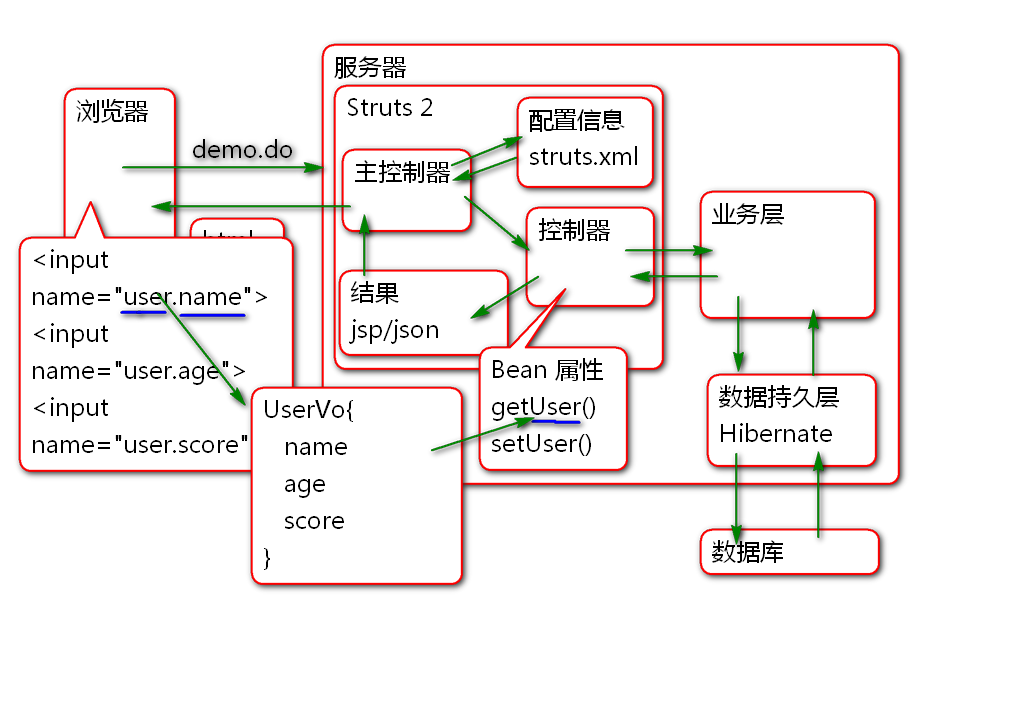 服务器
浏览器
Struts 2
配置信息
struts.xml
demo.do
主控制器
控制器
业务层
html
<input
name="user.name">
<input
name="user.age">
<input
name="user.score"
结果
jsp/json
Bean 属性
getUser()
setUser()
数据持久层
Hibernate
UserVo{
name
age
score
}
数据库